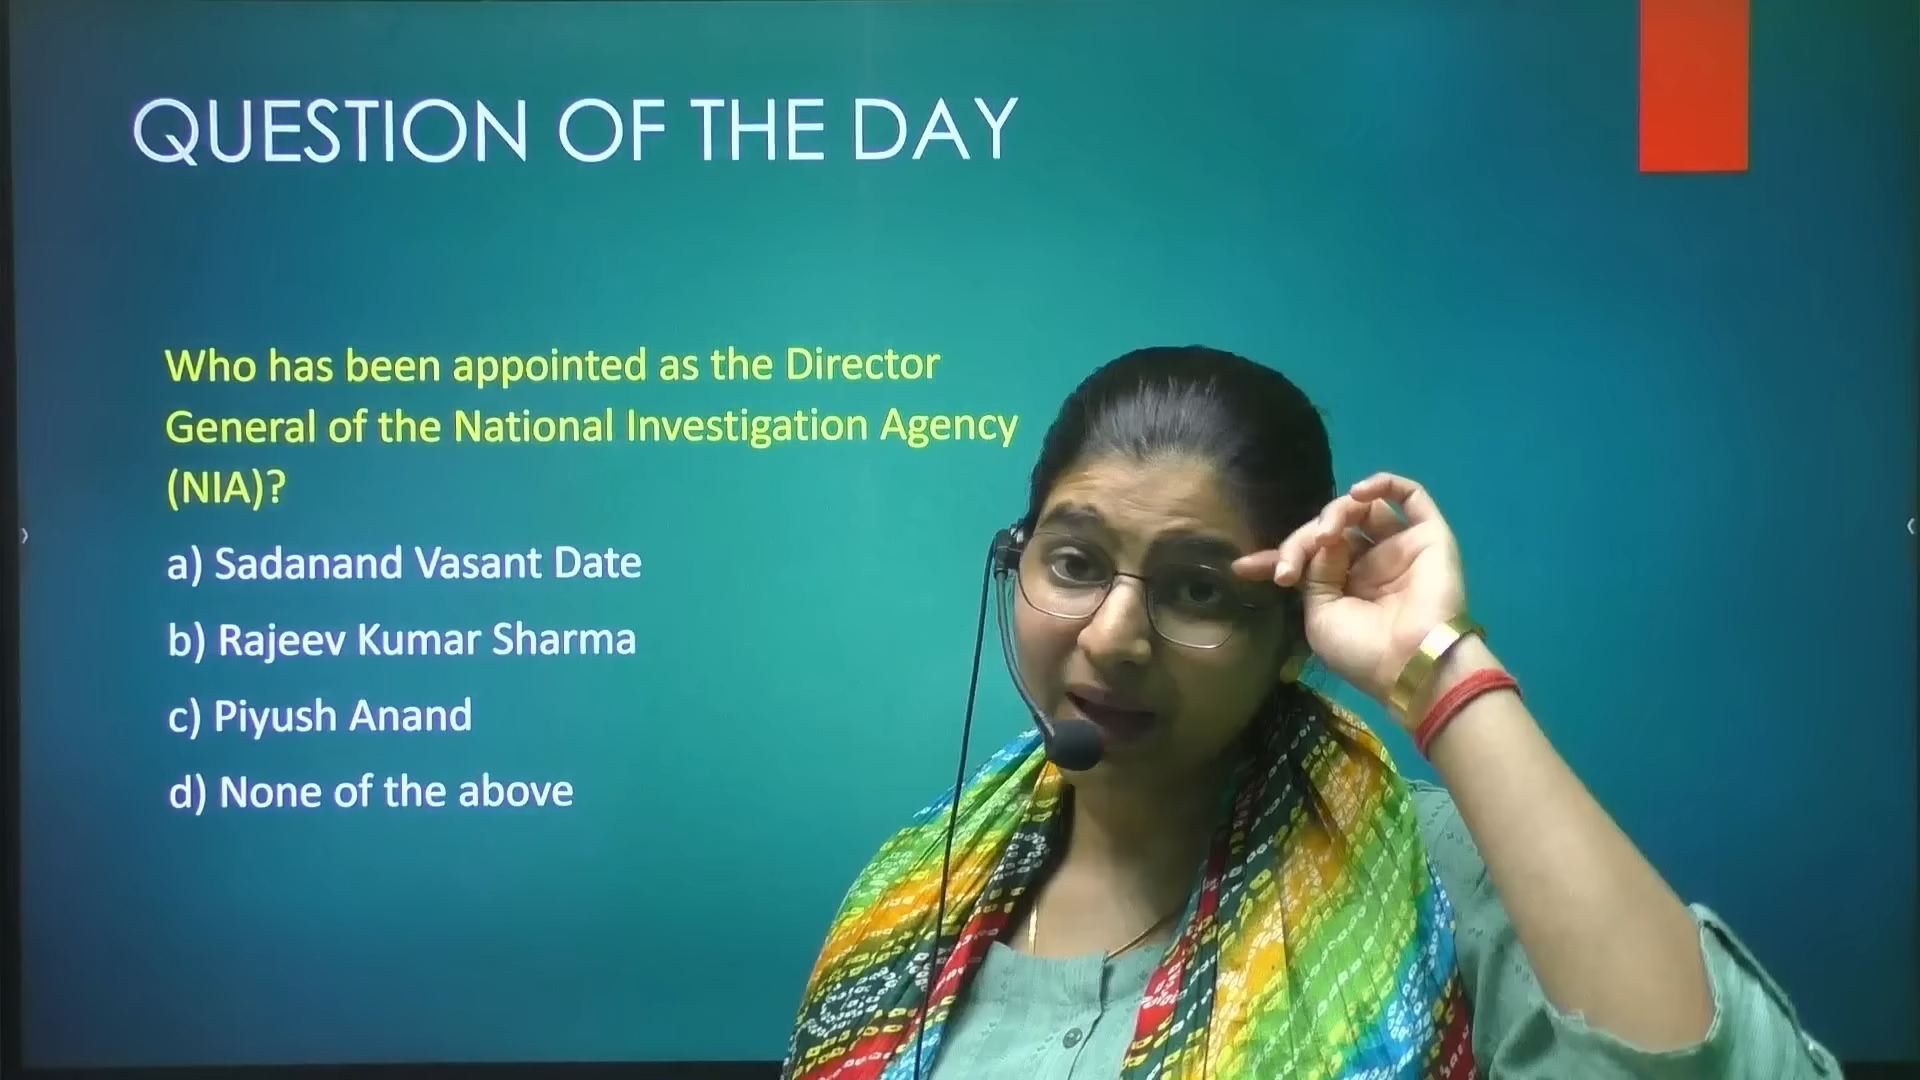 QUESTION OF THE DAY
Who has been appointed as the Director
General of the National Investigation Agency
(NIA)?
a) Sadanand Vasant Date
b) Rajeev Kumar Sharma
c) Piyush Anand
d) None of the above